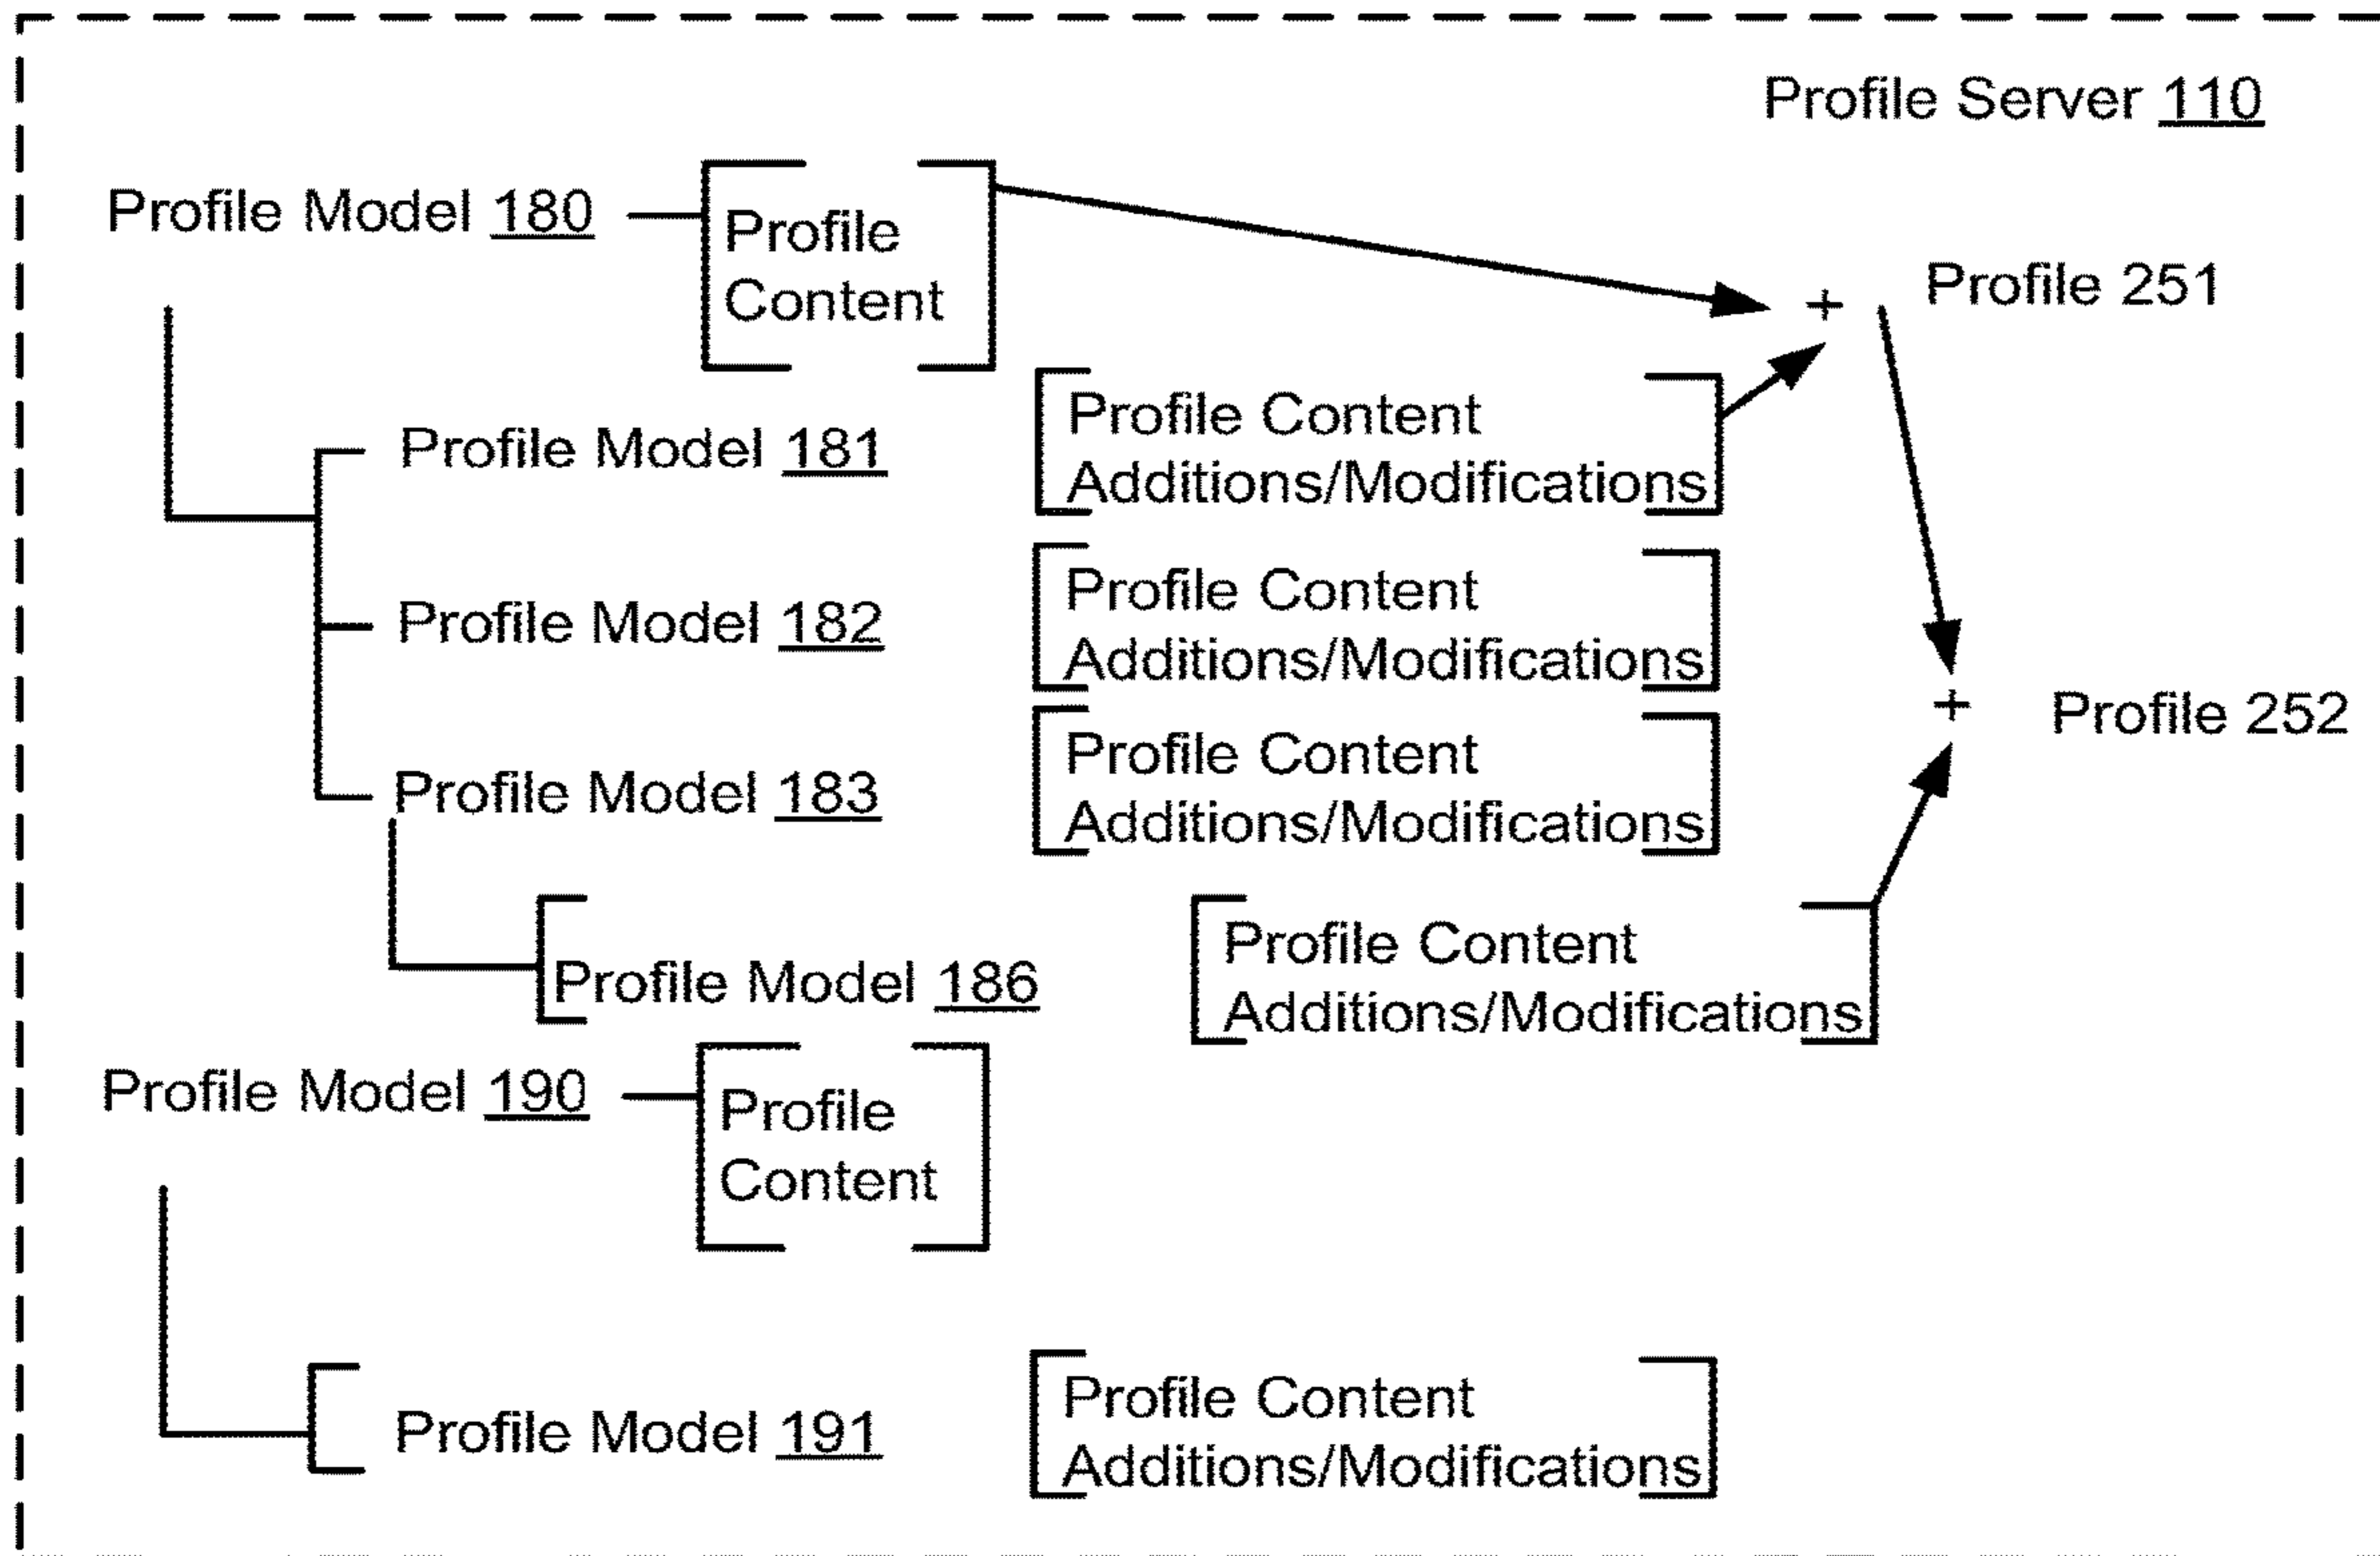 Profile Server 110
Profile Model 180
Profile
Content
Profile 251
+
Profile Model 181
Profile Content
Additions/Modifications
Profile Model 182
Profile Content
Additions/Modifications
+
Profile 252
Profile Model 183
Profile Content
Additions/Modifications
Profile Model 186
Profile Content
Additions/Modifications
Profile Model 190
Profile
Content
Profile Model 191
Profile Content
Additions/Modifications